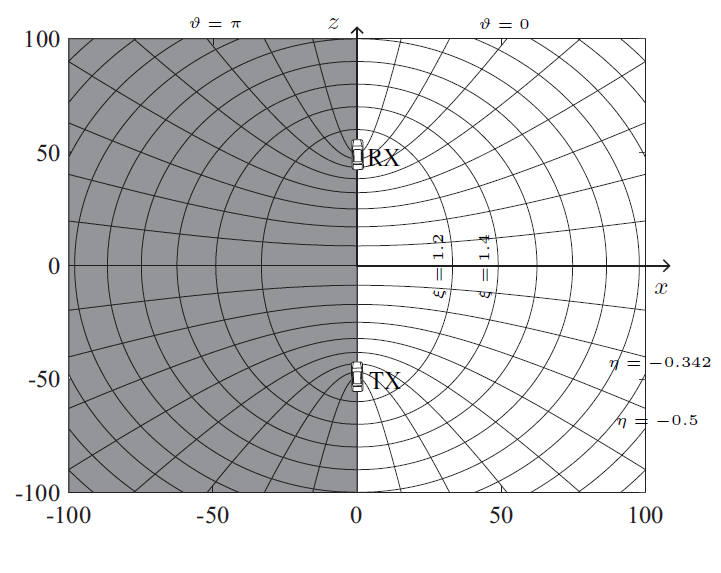 ϑ = π
z
ϑ = 0
100
50
RX
ξ = 1.2
ξ = 1.4
0
x
η = −0.342
-50
TX
η = −0.5
-100
-100
-50
0
50
100